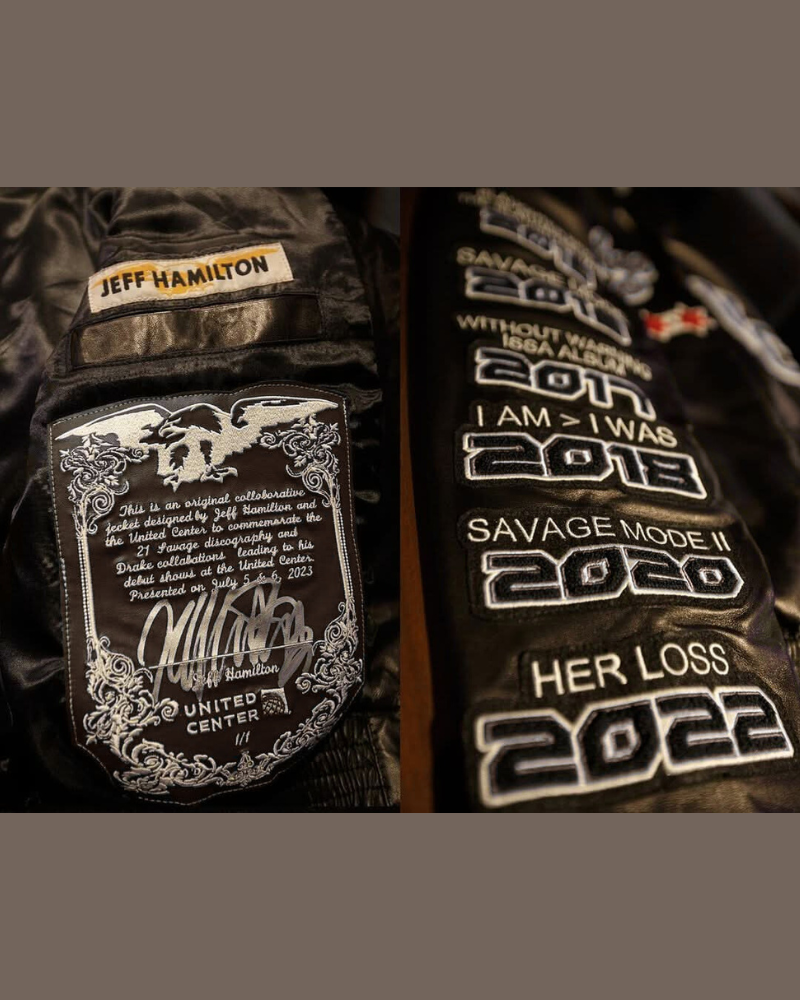 JEFF HAMILTON
This is an original colloborative
jecket designed by Jeff Hamilton and
the United Center to commemorate the
21 Savage discography and
Drake collabations leading to his
debut shows at the United Center.
Presented on July 5 & 6, 2023
Jeff Hamilton
UNITED
CENTER
1/1
SAVAGE
WITHOUT WARNING
ISSA ALBUM
2017
I AM > I WAS
2018
SAVAGE MODE II
2020
HER LOSS
2022